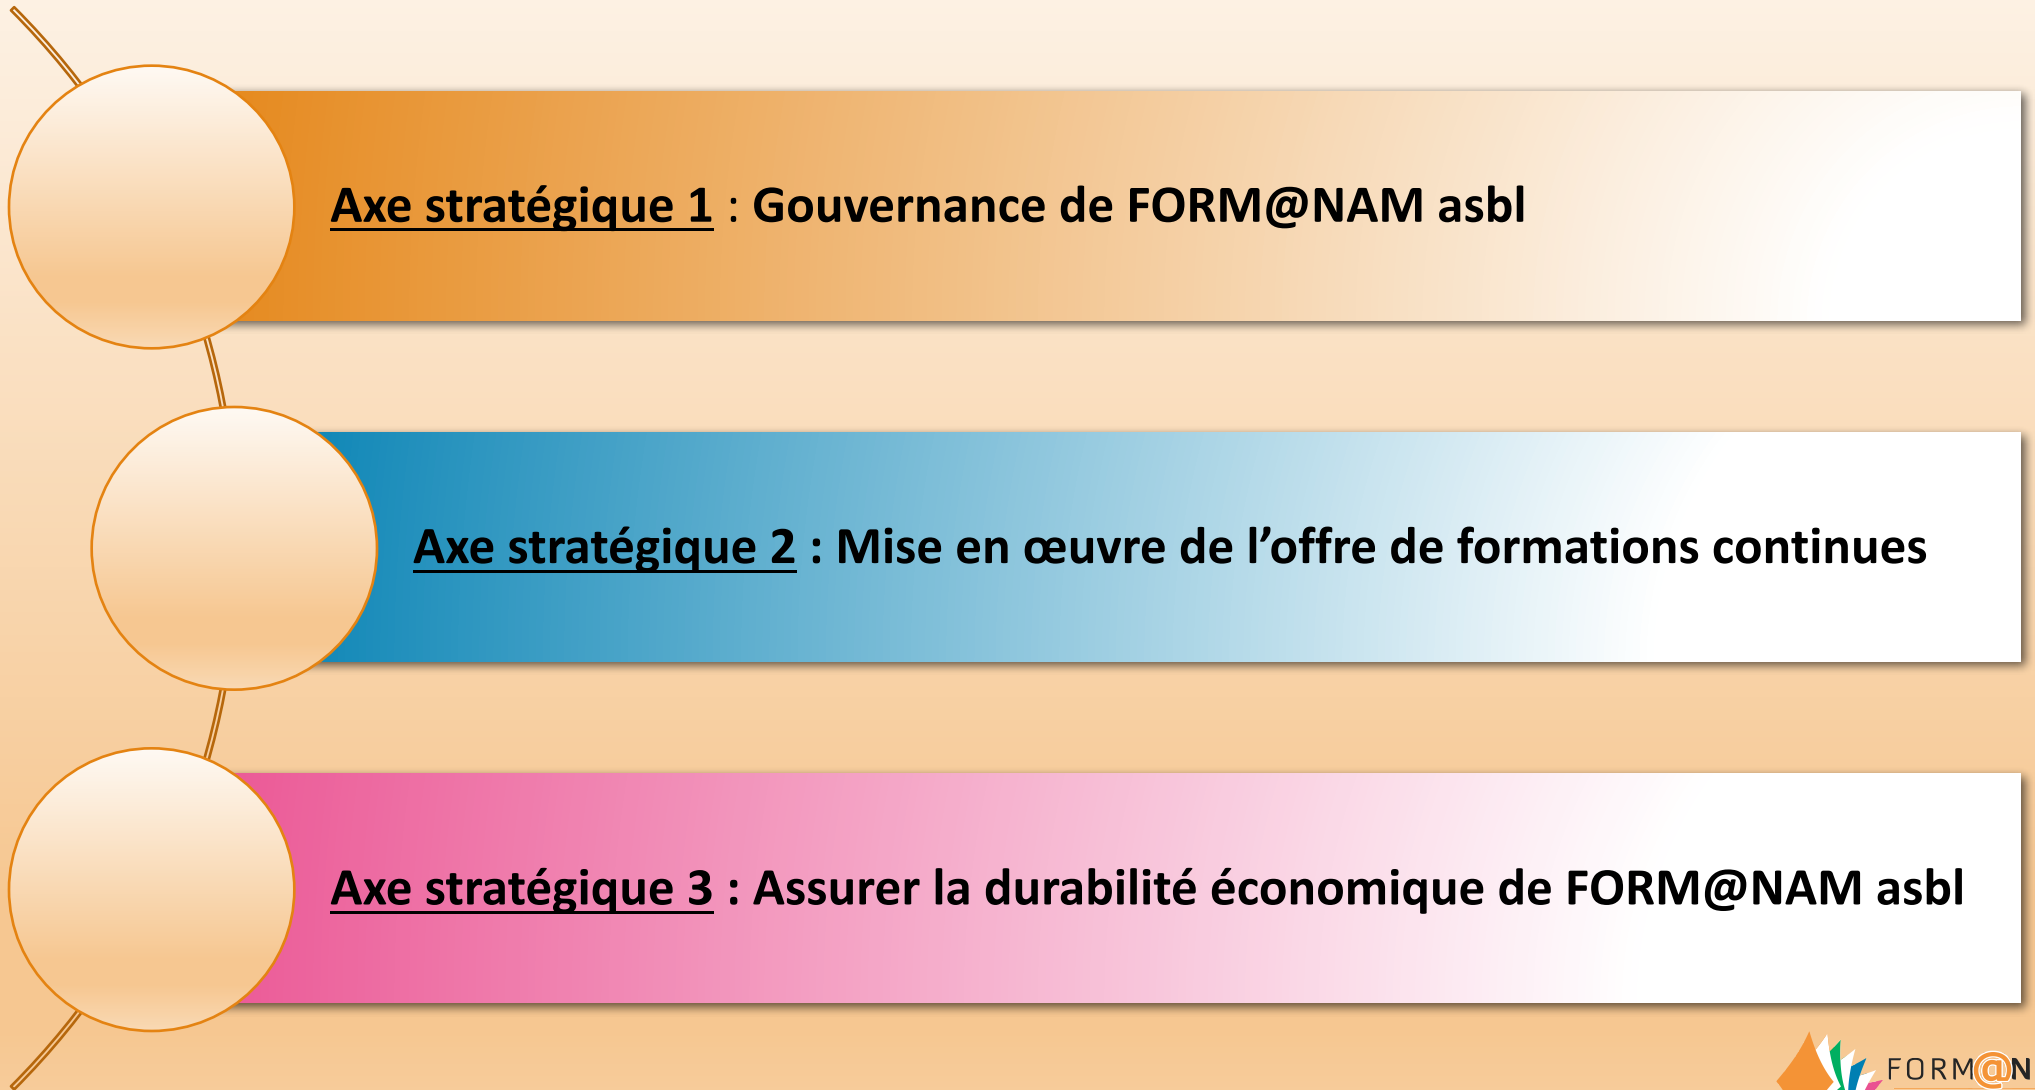 Axe stratégique 1 : Gouvernance de FORM@NAM asbl
Axe stratégique 2 : Mise en œuvre de l’offre de formations continues
Axe stratégique 3 : Assurer la durabilité économique de FORM@NAM asbl
FORM@N